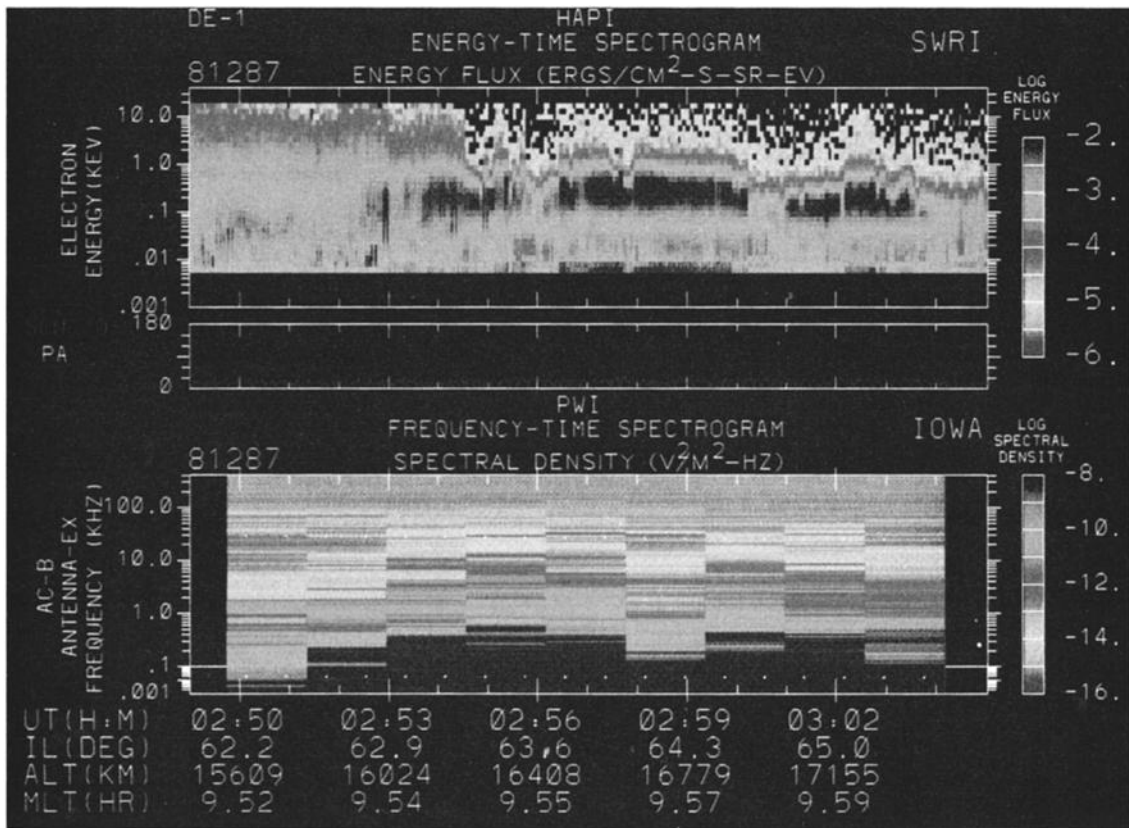 DE-1 HAPI
ENERGY-TIME SPECTROGRAM SWRI
81287 ENERGY FLUX (ERGS/CM²-S-SR-EV)
LOG
ENERGY
FLUX
ELECTRON
ENERGY(KEV)
10.0
1.0
.1
.01
.001
-2.
-3.
-4.
-5.
-6.
180
PA
0
PWI
FREQUENCY-TIME SPECTROGRAM IOWA
81287 SPECTRAL DENSITY (V²/M²-HZ)
LOG
SPECTRAL
DENSITY
AC-B
ANTENNA-EX
FREQUENCY (KHZ)
100.0
10.0
1.0
.1
.001
-8.
-10.
-12.
-14.
-16.
UT(H:M) 02:50 02:53 02:56 02:59 03:02
IL(DEG) 62.2 62.9 63.6 64.3 65.0
ALT(KM) 15609 16024 16408 16779 17155
MLT(HR) 9.52 9.54 9.55 9.57 9.59